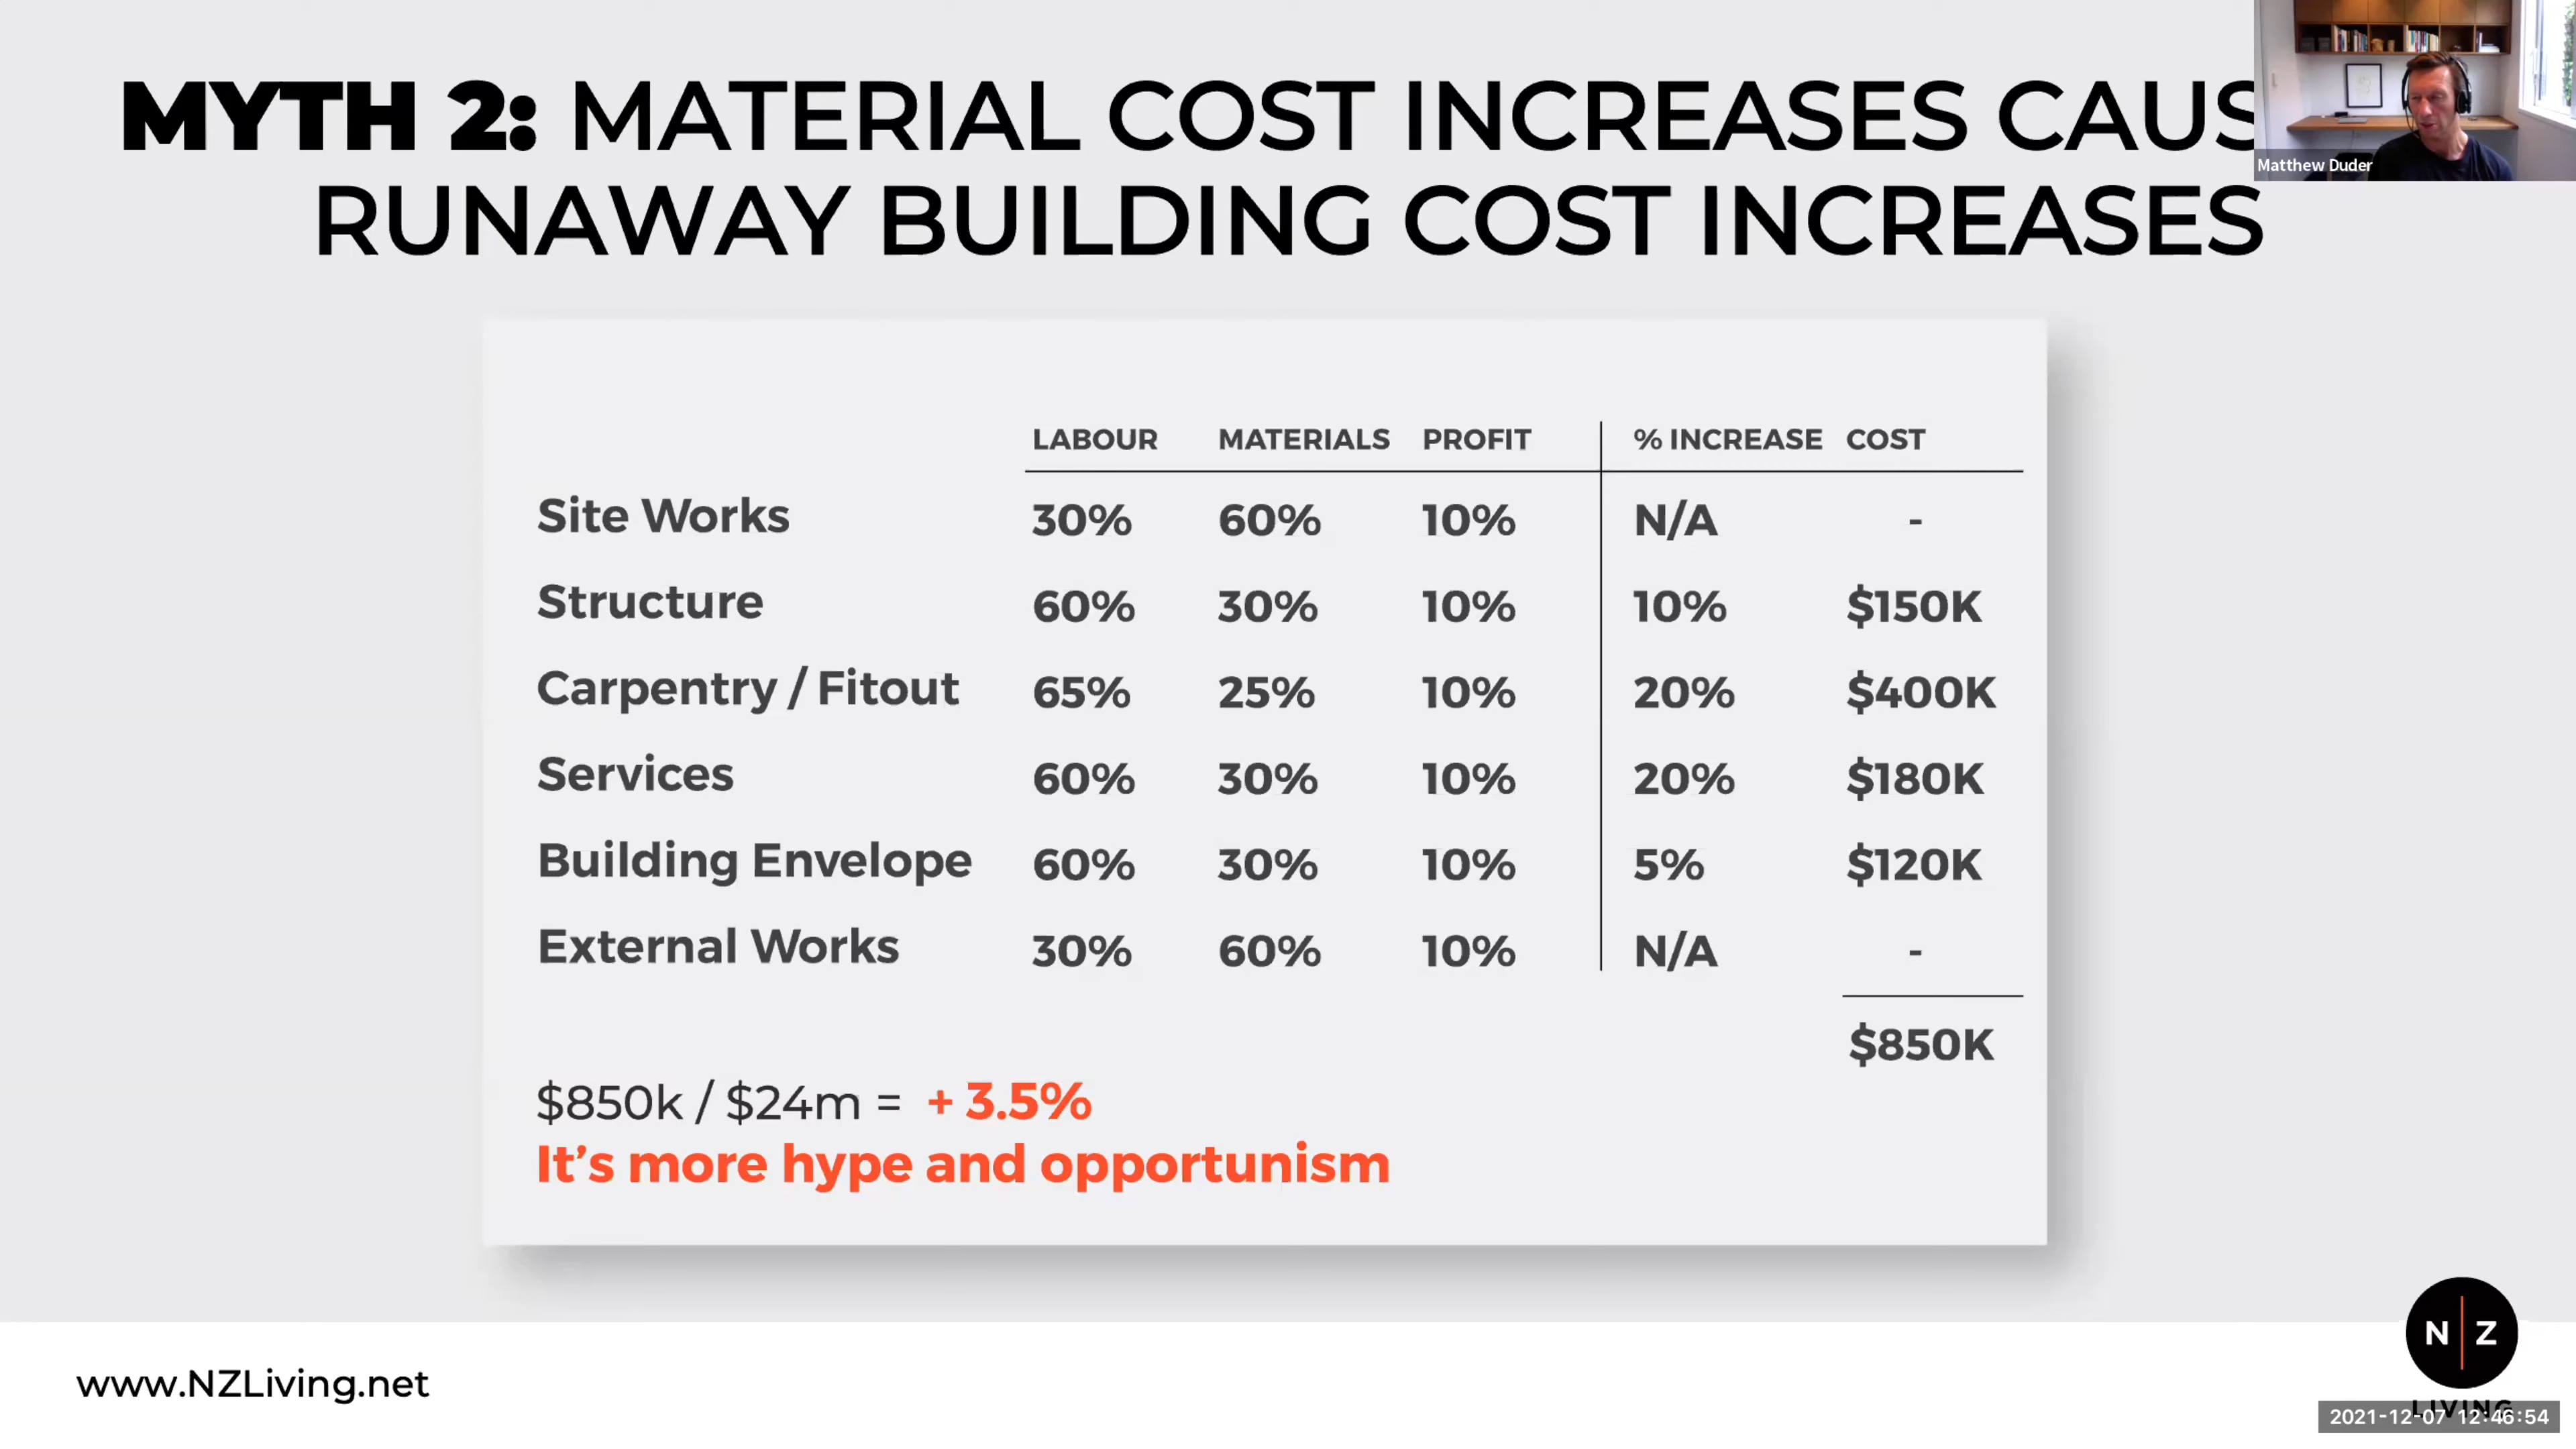 MYTH 2: MATERIAL COST INCREASES CAUS
RUNAWAY BUILDING COST INCREASES
Matthew Duder
LABOUR MATERIALS PROFIT % INCREASE COST
Site Works 30% 60% 10% N/A -
Structure 60% 30% 10% 10% $150K
Carpentry / Fitout 65% 25% 10% 20% $400K
Services 60% 30% 10% 20% $180K
Building Envelope 60% 30% 10% 5% $120K
External Works 30% 60% 10% N/A -
$850K
$850k / $24m = + 3.5%
It's more hype and opportunism
www.NZLiving.net
N Z
LIVING
2021-12-07 12:46:54